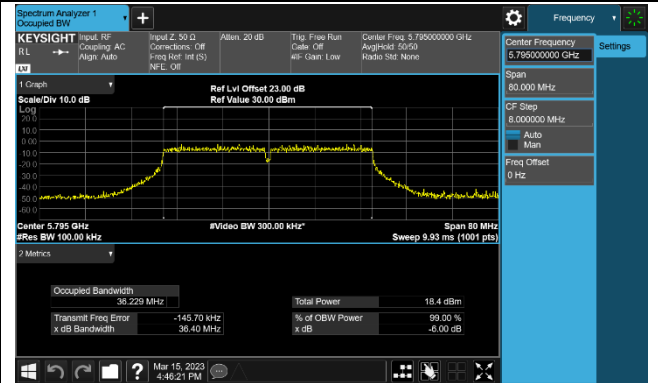 Spectrum Analyzer 1
Occupied BW
Frequency
KEYSIGHT
RL
Input: RF
Coupling: AC
Align: Auto
Input Z: 50 Ω
Corrections: Off
Freq Ref: Int (S)
NFE: Off
Atten: 20 dB
Trig: Free Run
Gate: Off
#IF Gain: Low
Center Freq: 5.795000000 GHz
Avg|Hold: 50/50
Radio Std: None
Center Frequency
5.795000000 GHz
Settings
Span
80.000 MHz
CF Step
8.000000 MHz
Auto
Man
Freq Offset
0 Hz
1 Graph
Scale/Div 10.0 dB
Ref Lvl Offset 23.00 dB
Ref Value 30.00 dBm
Log
20.0
10.0
0.00
-10.0
-20.0
-30.0
-40.0
-50.0
-60.0
Center 5.795 GHz
#Video BW 300.00 kHz*
Span 80 MHz
#Res BW 100.00 kHz
Sweep 9.93 ms (1001 pts)
2 Metrics
Occupied Bandwidth
36.229 MHz
Total Power 18.4 dBm
Transmit Freq Error -145.70 kHz
% of OBW Power 99.00 %
x dB Bandwidth 36.40 MHz
x dB -6.00 dB
?
Mar 15, 2023
4:46:21 PM